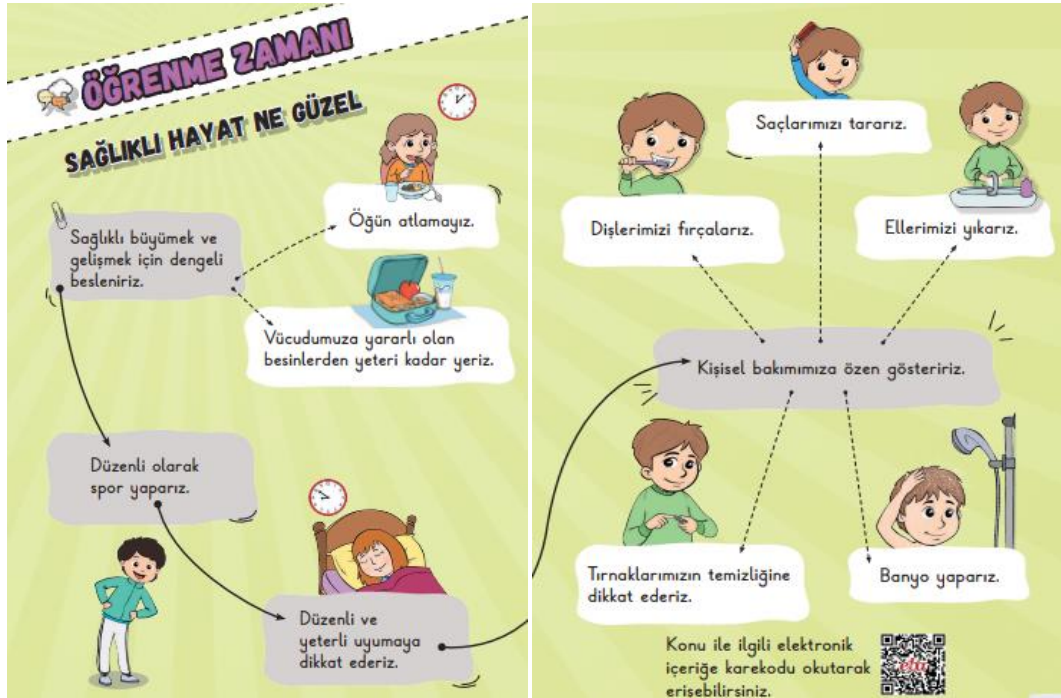 ÖĞRENME ZAMANI
SAĞLIKLI HAYAT NE GÜZEL
Öğün atlamayız.
Sağlıklı büyümek ve
gelişmek için dengeli
besleniriz.
Vücudumuza yararlı olan
besinlerden yeteri kadar yeriz.
Düzenli olarak
spor yaparız.
Düzenli ve
yeterli uyumaya
dikkat ederiz.
Saçlarımızı tararız.
Dişlerimizi fırçalarız.
Ellerimizi yıkarız.
Kişisel bakımımıza özen gösteririz.
Tırnaklarımızın temizliğine
dikkat ederiz.
Banyo yaparız.
Konu ile ilgili elektronik
içeriğe karekodu okutarak
erişebilirsiniz.